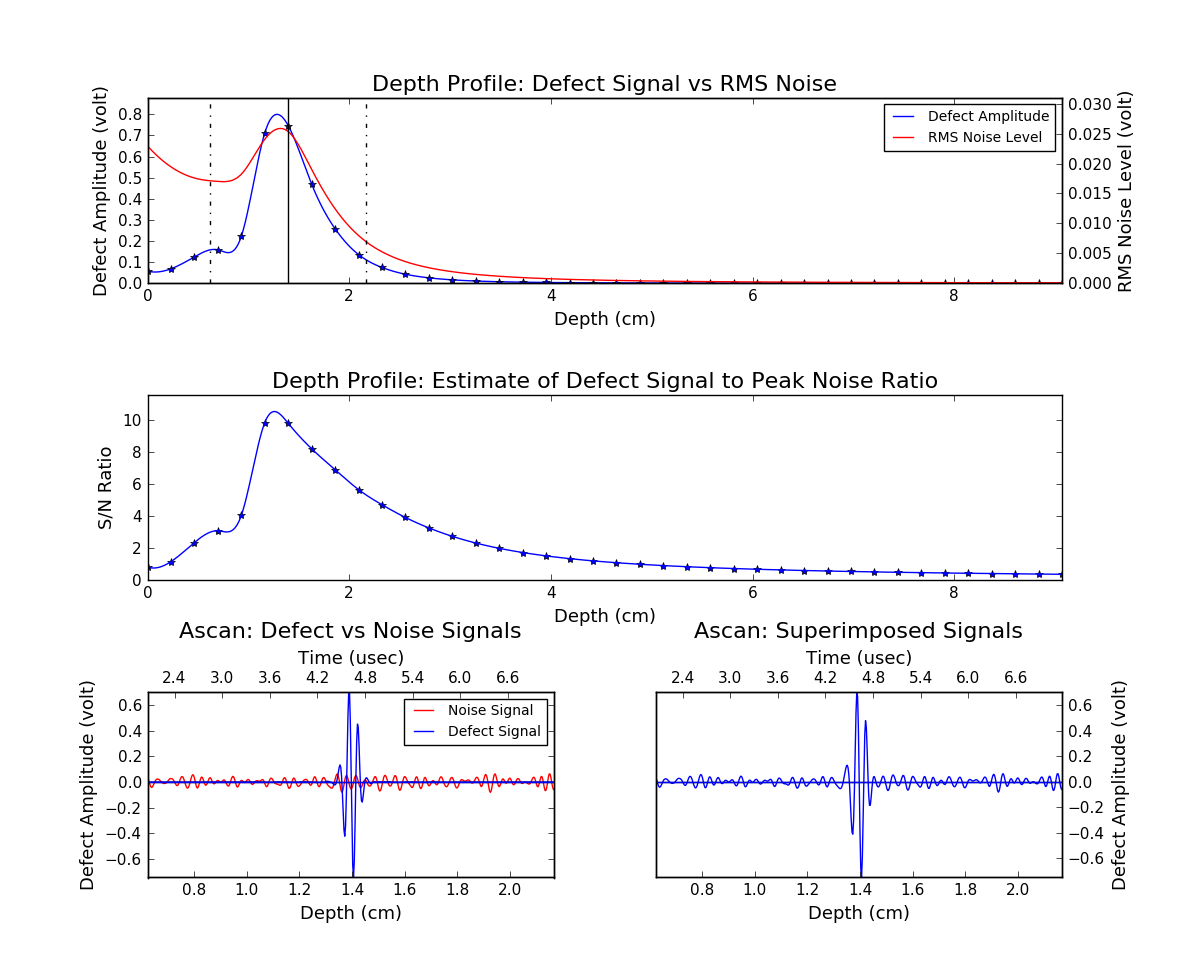 Depth Profile: Defect Signal vs RMS Noise
Defect Amplitude (volt)
0.8
0.7
0.6
0.5
0.4
0.3
0.2
0.1
0.0
Defect Amplitude
RMS Noise Level
0.030
0.025
0.020
0.015
0.010
0.005
0.000
RMS Noise Level (volt)
0 2 4 6 8
Depth (cm)
Depth Profile: Estimate of Defect Signal to Peak Noise Ratio
S/N Ratio
10
8
6
4
2
0
0 2 4 6 8
Depth (cm)
Ascan: Defect vs Noise Signals
Time (usec)
2.4 3.0 3.6 4.2 4.8 5.4 6.0 6.6
Defect Amplitude (volt)
0.6
0.4
0.2
0.0
−0.2
−0.4
−0.6
Noise Signal
Defect Signal
0.8 1.0 1.2 1.4 1.6 1.8 2.0
Depth (cm)
Ascan: Superimposed Signals
Time (usec)
2.4 3.0 3.6 4.2 4.8 5.4 6.0 6.6
0.6
0.4
0.2
0.0
−0.2
−0.4
−0.6
Defect Amplitude (volt)
0.8 1.0 1.2 1.4 1.6 1.8 2.0
Depth (cm)